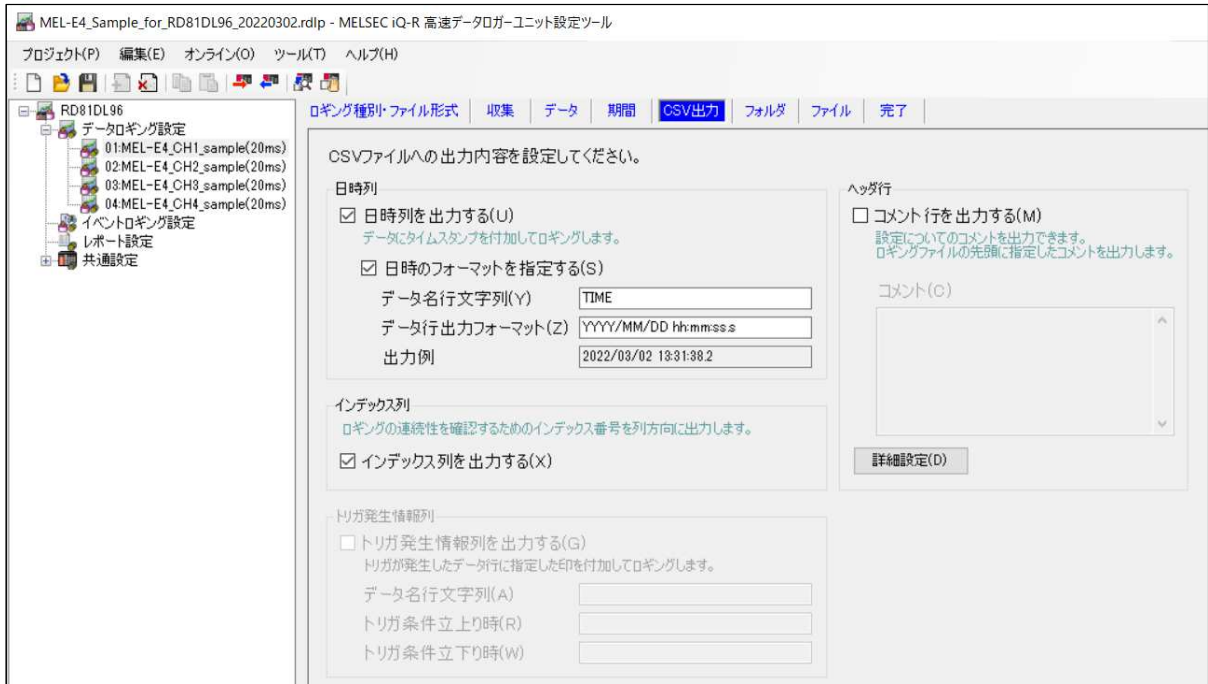 MEL-E4_Sample_for_RD81DL96_20220302.rdlp - MELSEC iQ-R 高速データロガーユニット設定ツール
プロジェクト(P) 編集(E) オンライン(O) ツール(T) ヘルプ(H)
RD81DL96
データロギング設定
01:MEL-E4_CH1_sample(20ms)
02:MEL-E4_CH2_sample(20ms)
03:MEL-E4_CH3_sample(20ms)
04:MEL-E4_CH4_sample(20ms)
イベントロギング設定
レポート設定
共通設定
ロギング種別・ファイル形式 収集 データ 期間 CSV出力 フォルダ ファイル 完了
CSVファイルへの出力内容を設定してください。
日時列
日時列を出力する(U)
データにタイムスタンプを付加してロギングします。
日時のフォーマットを指定する(S)
データ名行文字列(Y) TIME
データ行出力フォーマット(Z) YYYY/MM/DD hh:mm:ss.s
出力例 2022/03/02 13:31:38.2
インデックス列
ロギングの連続性を確認するためのインデックス番号を列方向に出力します。
インデックス列を出力する(X)
トリガ発生情報列
トリガ発生情報列を出力する(G)
トリガが発生したデータ行に指定した印を付加してロギングします。
データ名行文字列(A)
トリガ条件立上り時(R)
トリガ条件立下り時(W)
ヘッダ行
コメント行を出力する(M)
設定についてのコメントを出力できます。
ロギングファイルの先頭に指定したコメントを出力します。
コメント(C)
詳細設定(D)